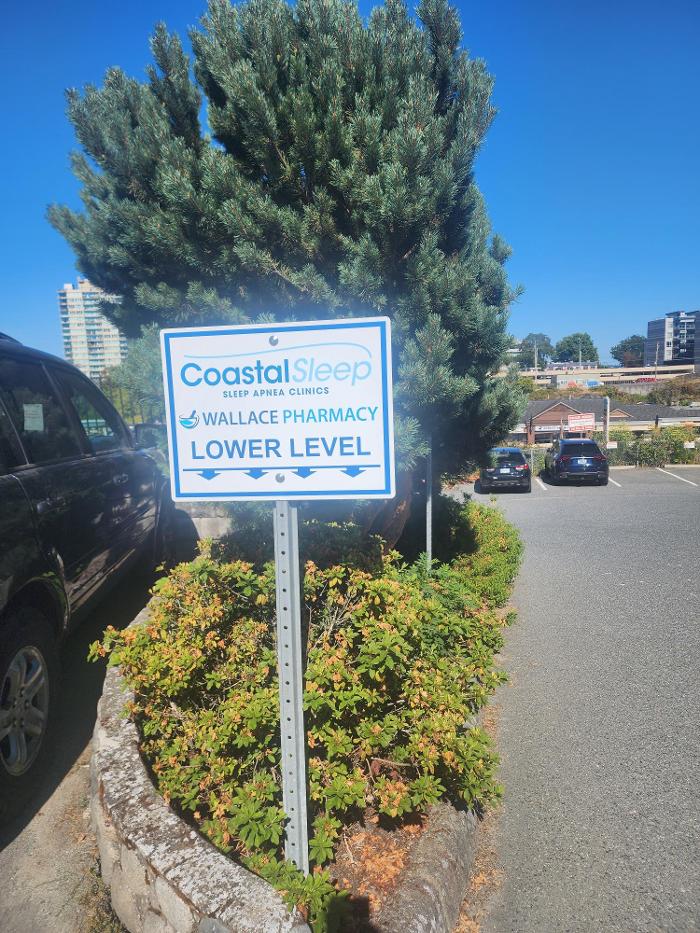 CoastalSleep
SLEEP APNEA CLINICS
WALLACE PHARMACY
LOWER LEVEL